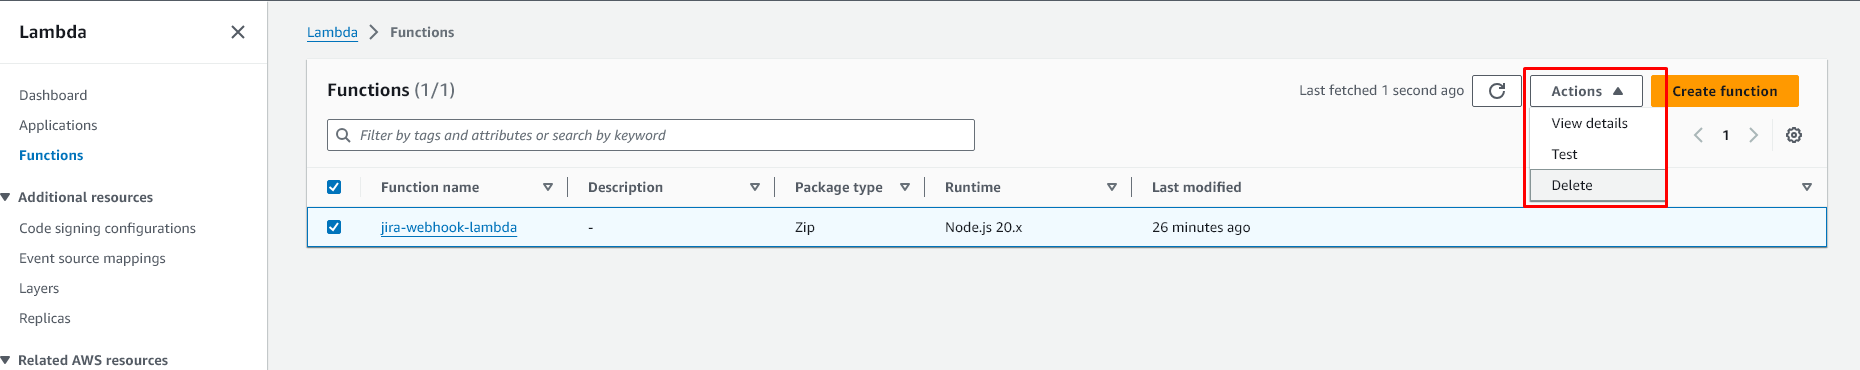 Lambda
Dashboard
Applications
Functions
Additional resources
Code signing configurations
Event source mappings
Layers
Replicas
Related AWS resources
Lambda Functions
Functions (1/1)
Last fetched 1 second ago
Actions
Create function
View details
Test
Delete
Filter by tags and attributes or search by keyword
1
Function name Description Package type Runtime Last modified
jira-webhook-lambda - Zip Node.js 20.x 26 minutes ago